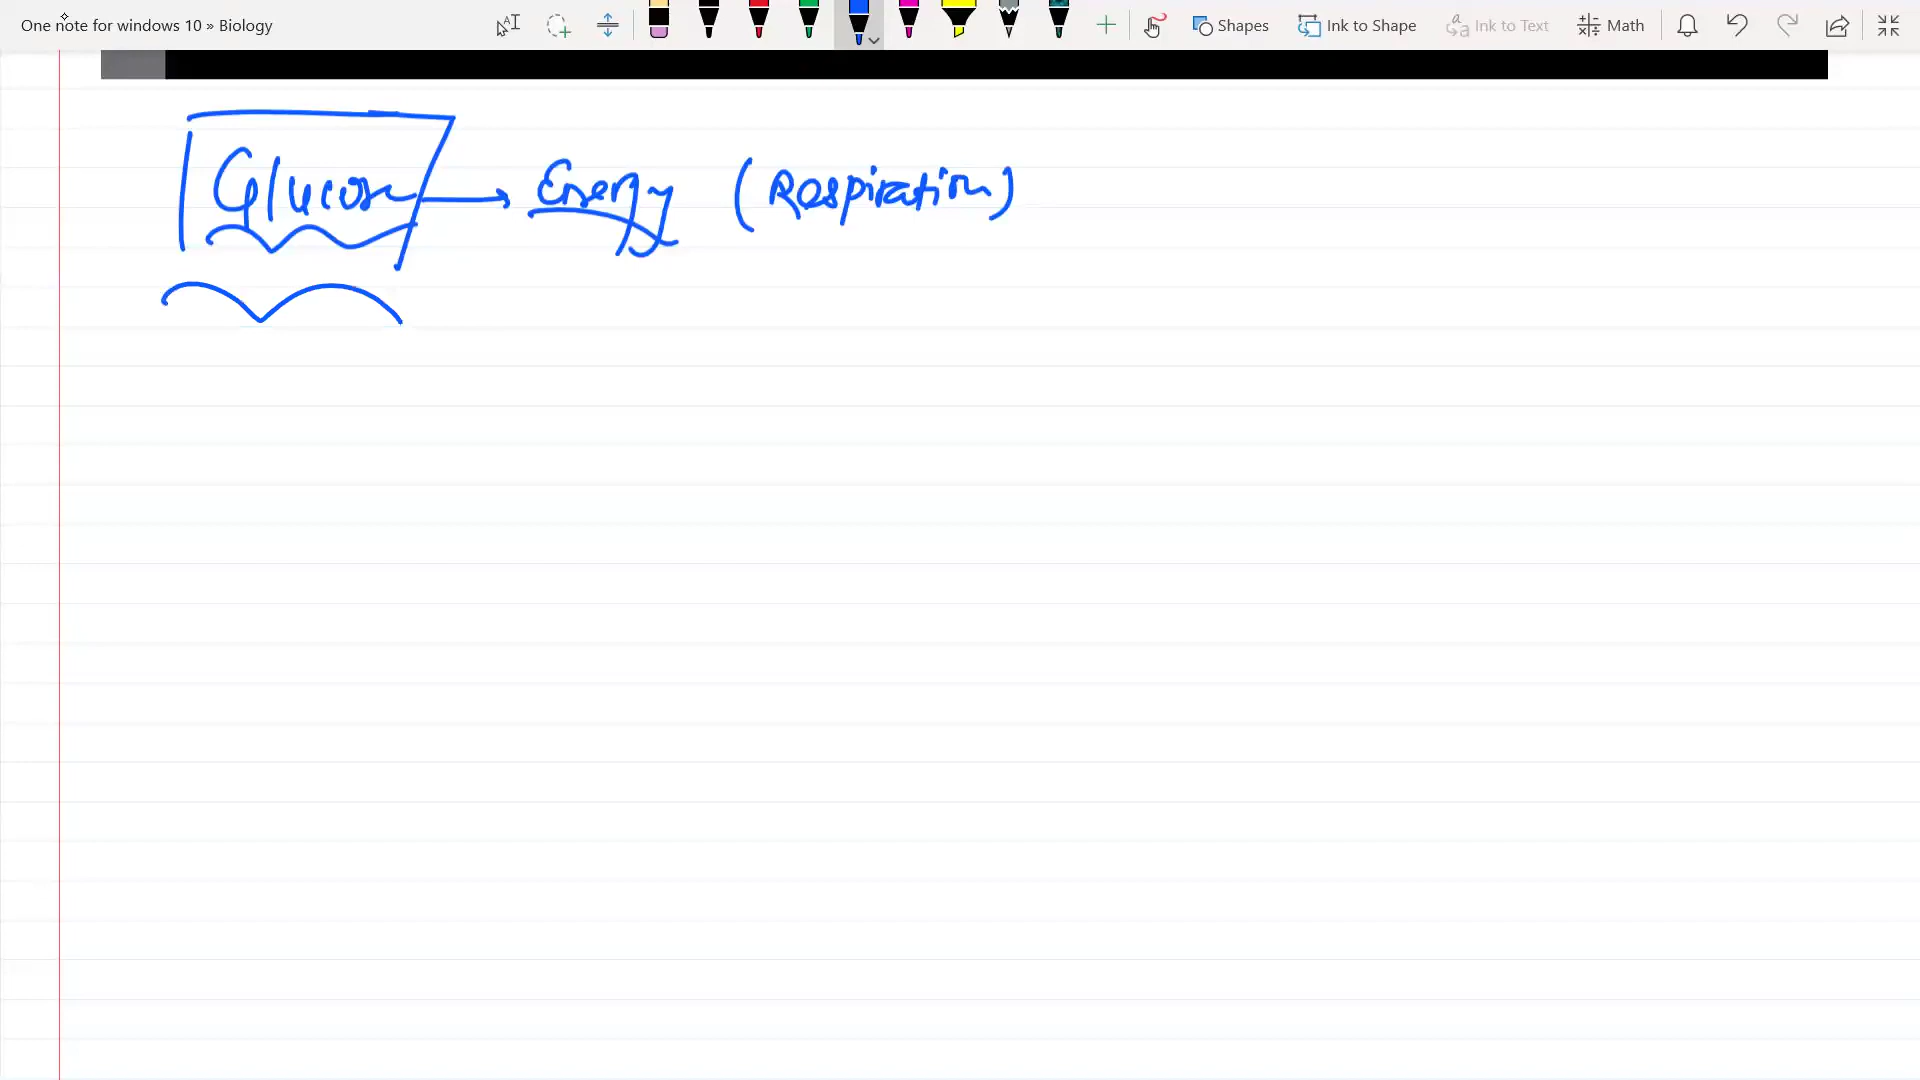 One note for windows 10 » Biology
Shapes
Ink to Shape
Ink to Text
Math
Glucose → Energy (Respiration)